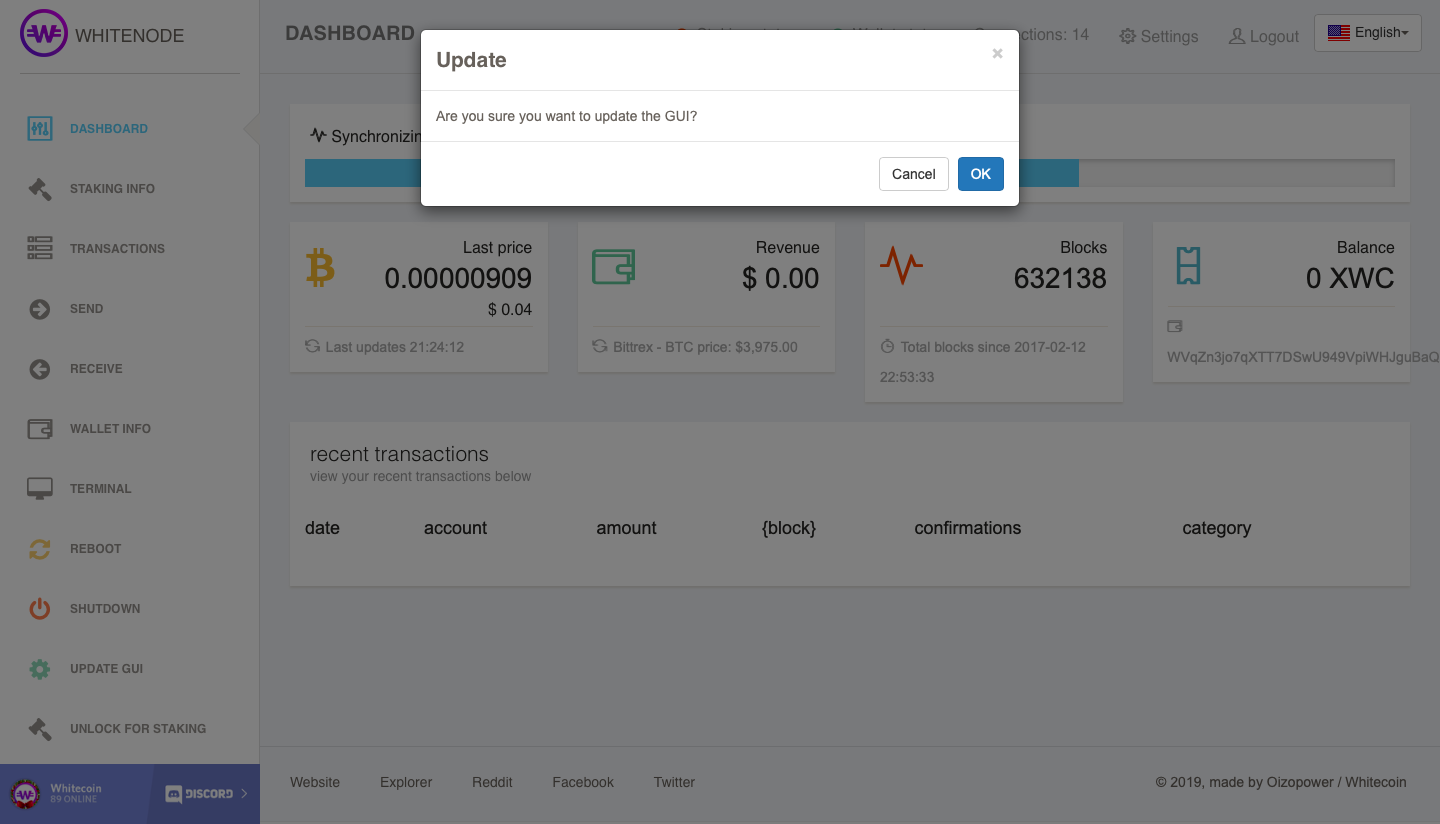 WHITENODE
DASHBOARD
STAKING INFO
TRANSACTIONS
SEND
RECEIVE
WALLET INFO
TERMINAL
REBOOT
SHUTDOWN
UPDATE GUI
UNLOCK FOR STAKING
Whitecoin
89 ONLINE
DISCORD
DASHBOARD
ctions: 14
Settings
Logout
English
Update
×
Are you sure you want to update the GUI?
Cancel
OK
Synchronizin
Last price
0.00000909
$ 0.04
Last updates 21:24:12
Revenue
$ 0.00
Bittrex - BTC price: $3,975.00
Blocks
632138
Total blocks since 2017-02-12
22:53:33
Balance
0 XWC
WVqZn3jo7qXTT7DSwU949VplWHJguBaQ
recent transactions
view your recent transactions below
date account amount {block} confirmations category
Website Explorer Reddit Facebook Twitter
© 2019, made by Oizopower / Whitecoin